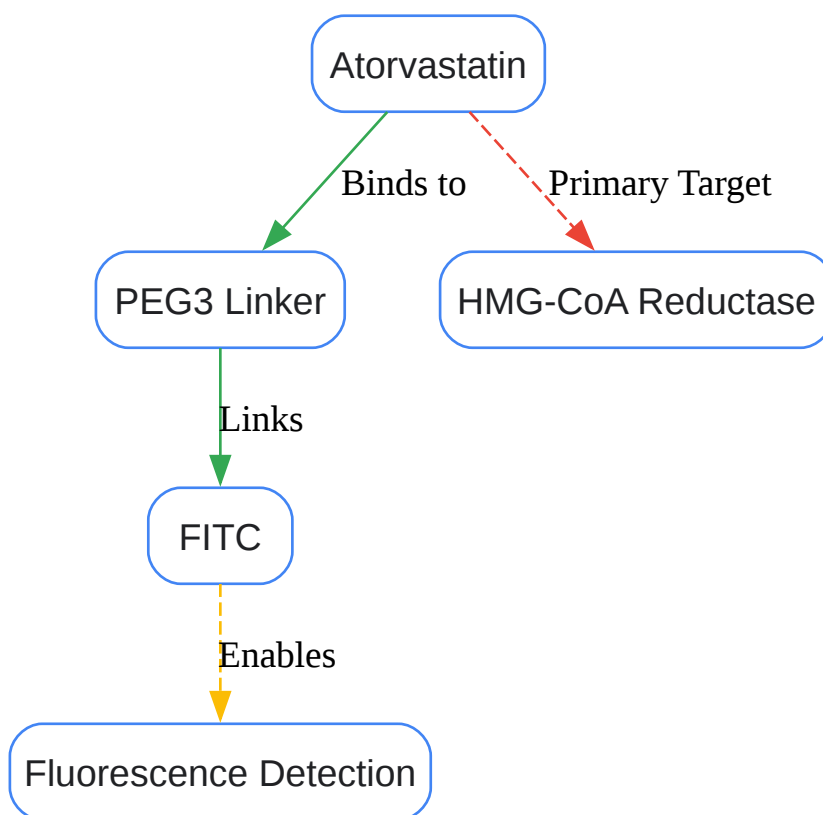 Atorvastatin
Binds to
Primary Target
PEG3 Linker
HMG-CoA Reductase
Links
FITC
Enables
Fluorescence Detection